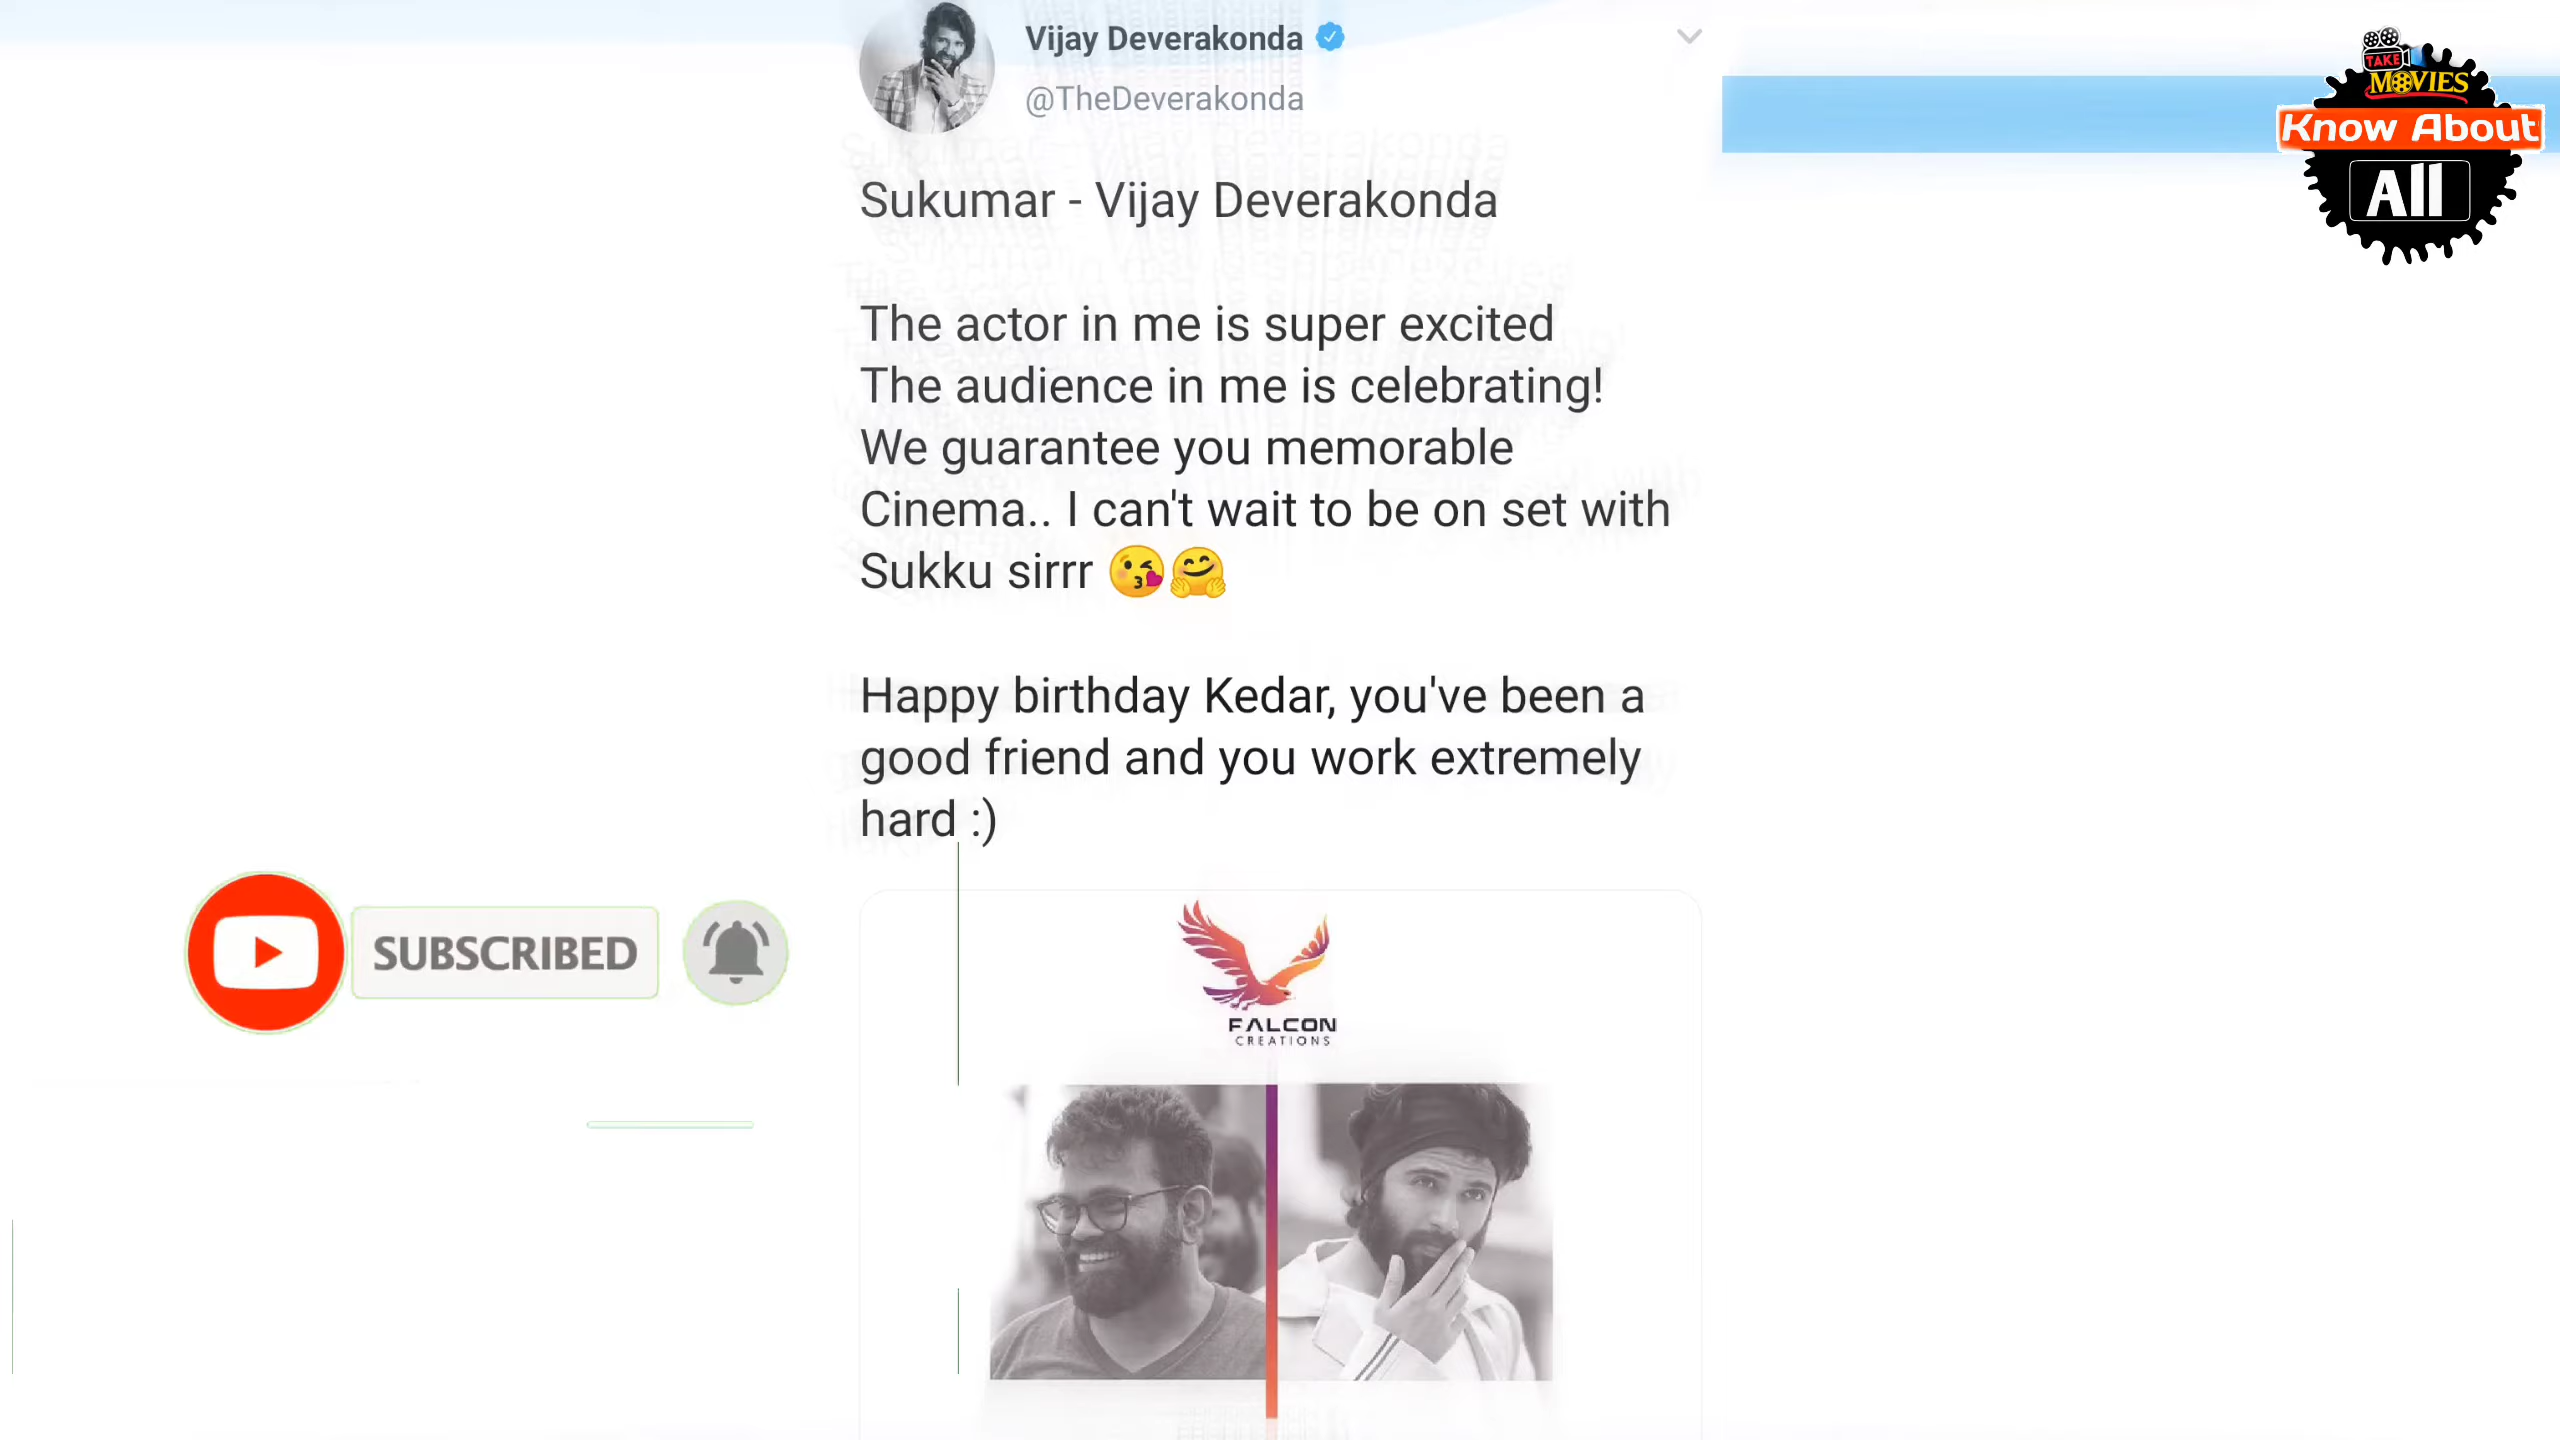 Vijay Deverakonda
@TheDeverakonda
TAKE
MOVIES
Know About
All
Sukumar - Vijay Deverakonda
The actor in me is super excited
The audience in me is celebrating!
We guarantee you memorable
Cinema.. I can't wait to be on set with
Sukku sirrr 😘🤗
Happy birthday Kedar, you've been a
good friend and you work extremely
hard :)
SUBSCRIBED
FALCON
CREATIONS